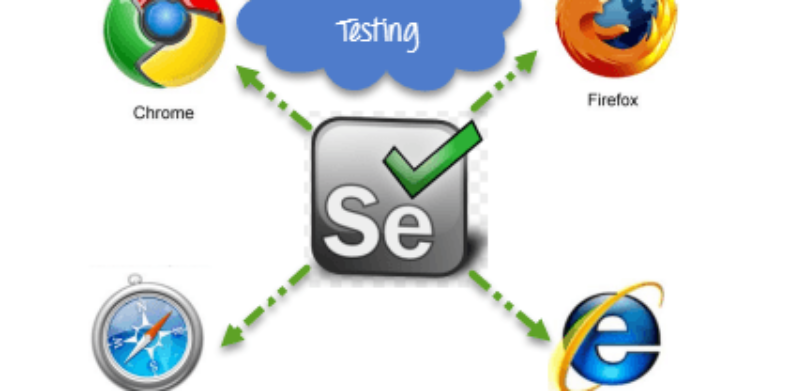 Testing
Chrome
Firefox
Se